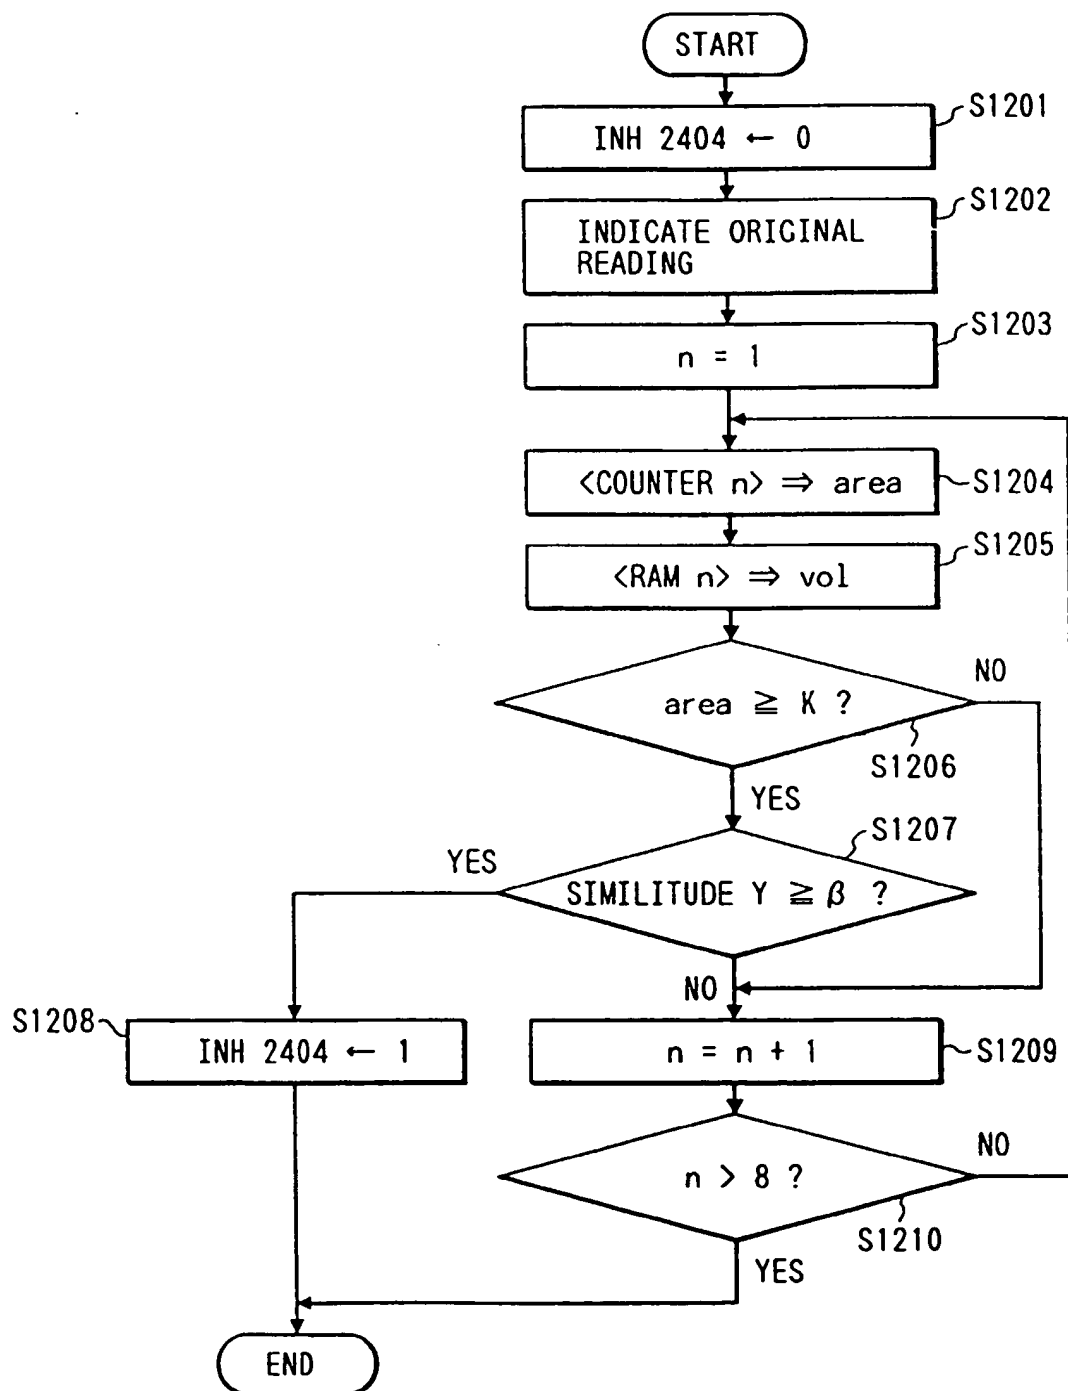 START
S1201
INH 2404 ← 0
S1202
INDICATE ORIGINAL
READING
S1203
n = 1
<COUNTER n> ⇒ area
S1204
S1205
<RAM n> ⇒ vol
NO
area ≧ K ?
S1206
YES
S1207
YES
SIMILITUDE Y ≧ β ?
NO
S1208
INH 2404 ← 1
n = n + 1
S1209
NO
n > 8 ?
S1210
YES
END